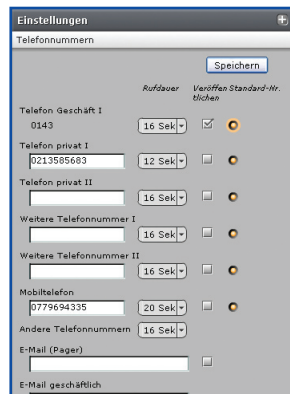 Einstellungen
Telefonnummern
Speichern
Rufdauer Veröffen Standard-Nr.
tlichen
Telefon Geschäft I
0143 16 Sek
Telefon privat I
0213585683 12 Sek
Telefon privat II
16 Sek
Weitere Telefonnummer I
16 Sek
Weitere Telefonnummer II
16 Sek
Mobiltelefon
0779694335 20 Sek
Andere Telefonnummern 16 Sek
E-Mail (Pager)
E-Mail geschäftlich